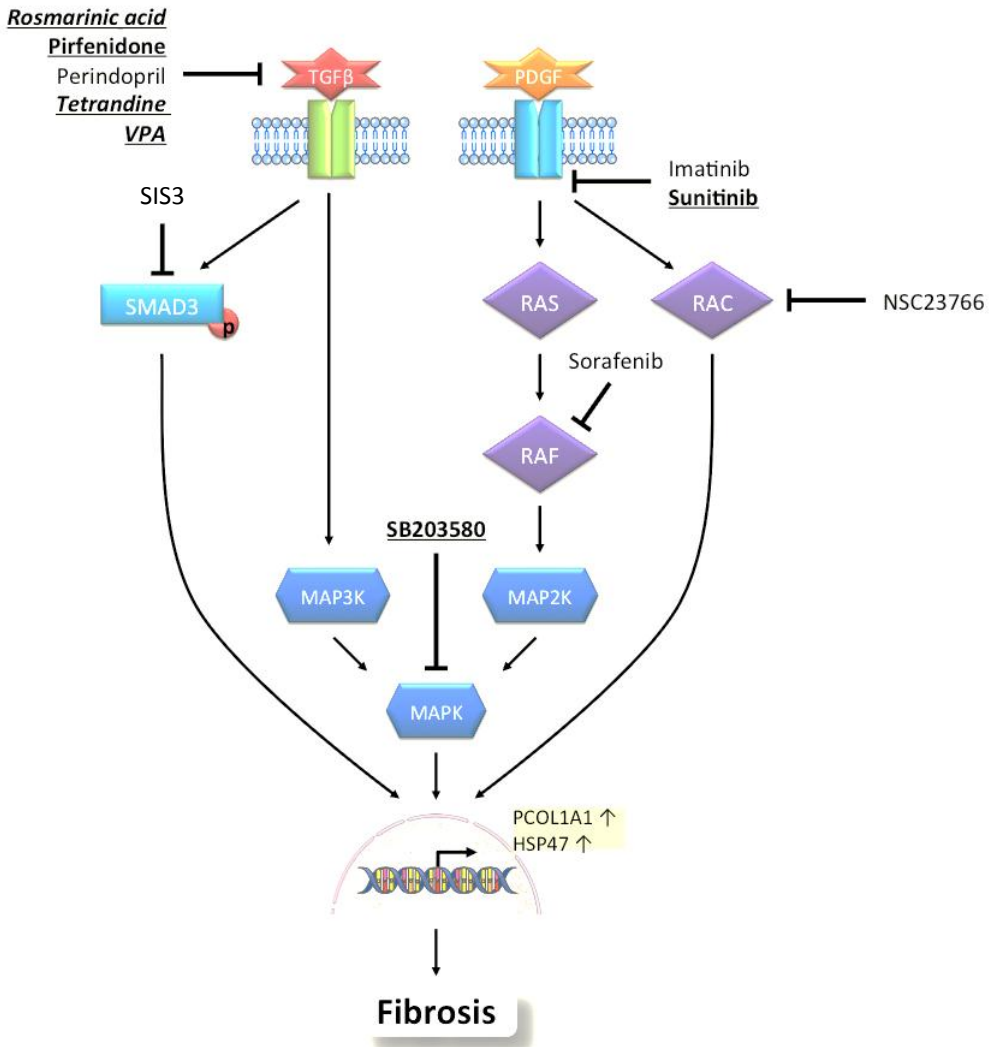 Rosmarinic acid
Pirfenidone
Perindopril
Tetrandine
VPA
TGFβ
PDGF
Imatinib
Sunitinib
SIS3
SMAD3
p
RAS
RAC
NSC23766
Sorafenib
RAF
SB203580
MAP3K
MAP2K
MAPK
PCOL1A1 ↑
HSP47 ↑
Fibrosis